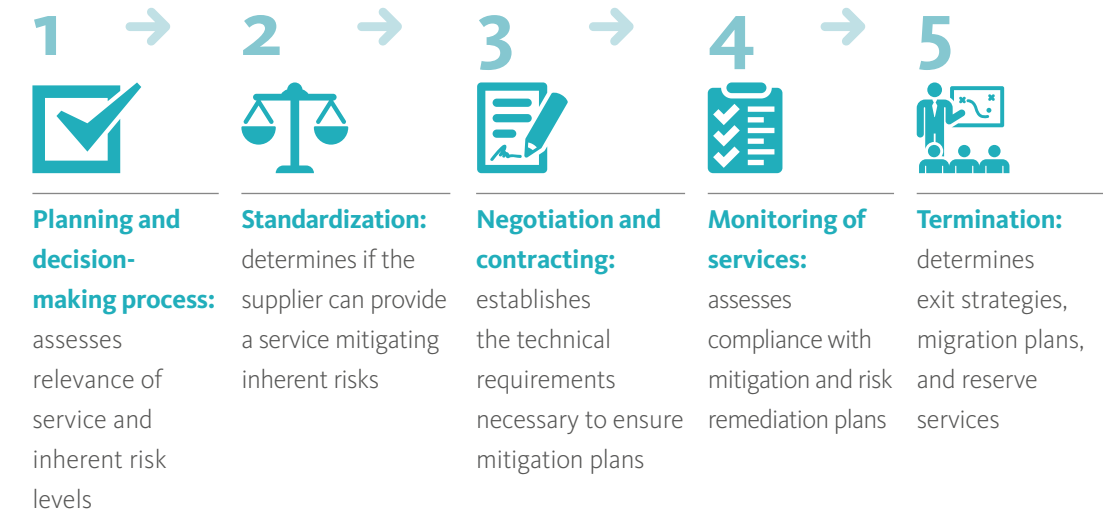 1
2
3
4
5
Planning and
decision-
making process:
assesses
relevance of
service and
inherent risk
levels
Standardization:
determines if the
supplier can provide
a service mitigating
inherent risks
Negotiation and
contracting:
establishes
the technical
requirements
necessary to ensure
mitigation plans
Monitoring of
services:
assesses
compliance with
mitigation and risk
remediation plans
Termination:
determines
exit strategies,
migration plans,
and reserve
services